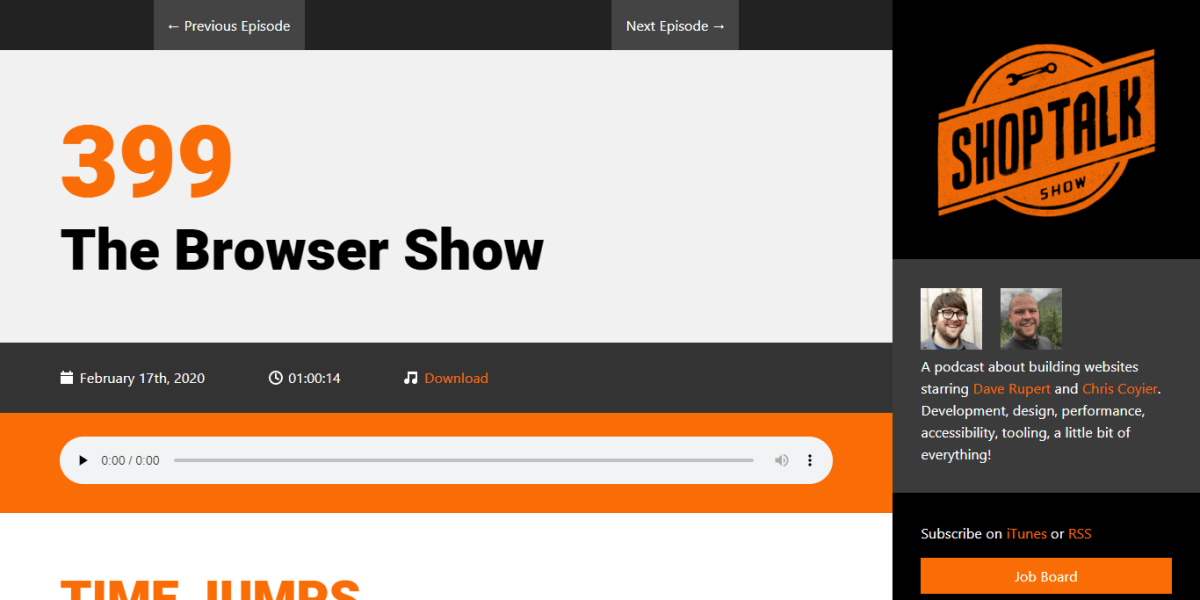 ← Previous Episode
Next Episode →
399
The Browser Show
February 17th, 2020
01:00:14
Download
0:00 / 0:00
TIME JUMPS
SHOP TALK
SHOW
A podcast about building websites
starring Dave Rupert and Chris Coyier.
Development, design, performance,
accessibility, tooling, a little bit of
everything!
Subscribe on iTunes or RSS
Job Board